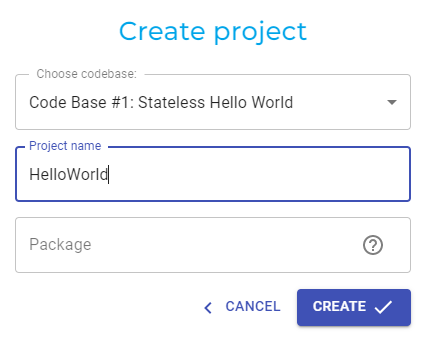 Create project
Choose codebase:
Code Base #1: Stateless Hello World
Project name
HelloWorld
Package
CANCEL
CREATE